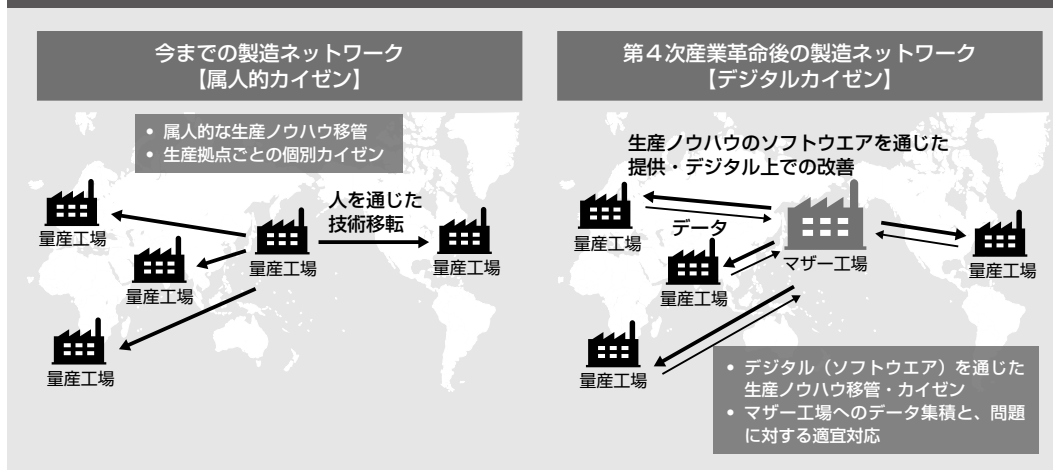 今までの製造ネットワーク
【属人的カイゼン】
• 属人的な生産ノウハウ移管
• 生産拠点ごとの個別カイゼン
人を通じた
技術移転
量産工場
量産工場
量産工場
量産工場
量産工場
第4次産業革命後の製造ネットワーク
【デジタルカイゼン】
生産ノウハウのソフトウエアを通じた
提供・デジタル上での改善
データ
量産工場
マザー工場
量産工場
量産工場
量産工場
• デジタル（ソフトウエア）を通じた
生産ノウハウ移管・カイゼン
• マザー工場へのデータ集積と、問題
に対する適宜対応